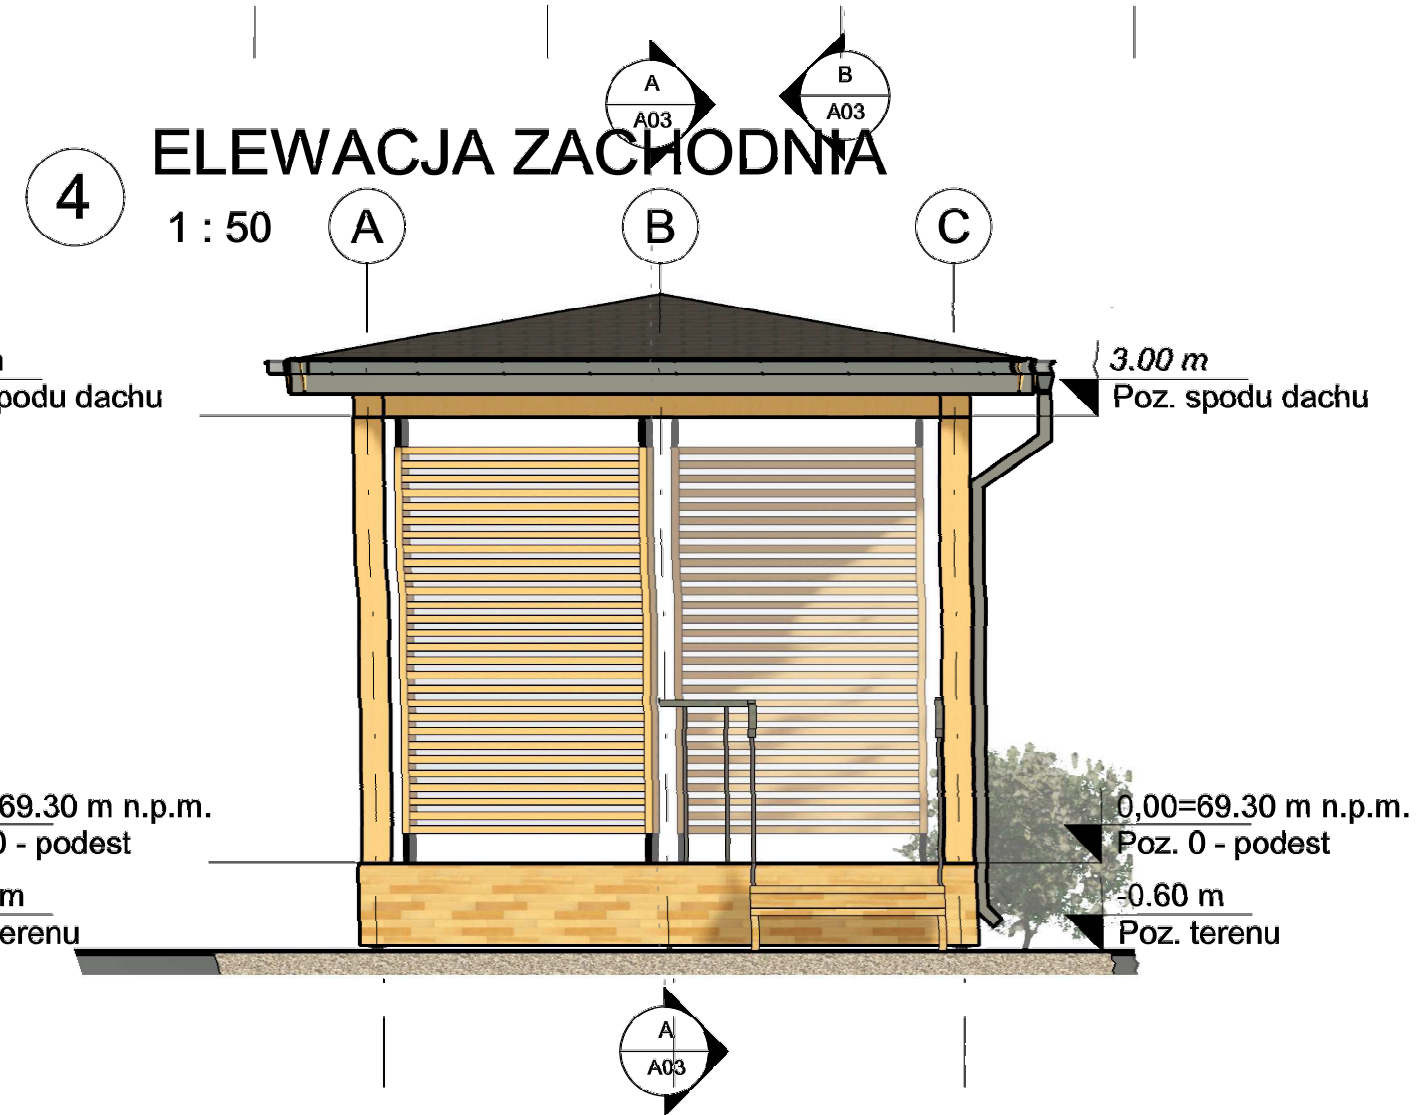 A
A03
B
A03
ELEWACJA ZACHODNIA
4
1 : 50
A
B
C
3.00 m
Poz. spodu dachu
podu dachu
69.30 m n.p.m.
0 - podest
0,00=69.30 m n.p.m.
Poz. 0 - podest
m
erenu
-0.60 m
Poz. terenu
A
A03